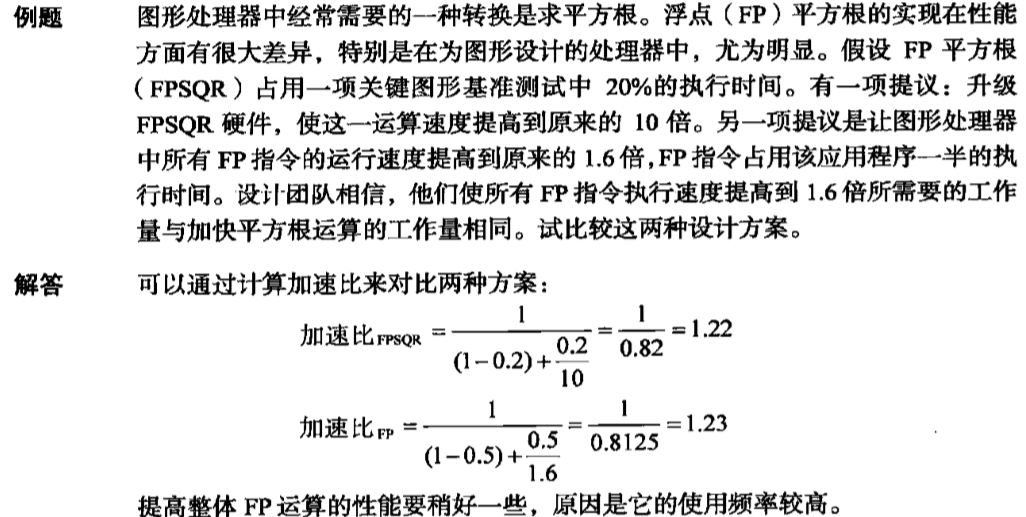 例题 图形处理器中经常需要的一种转换是求平方根。浮点（FP）平方根的实现在性能
方面有很大差异，特别是在为图形设计的处理器中，尤为明显。假设 FP 平方根
（FPSQR）占用一项关键图形基准测试中 20%的执行时间。有一项提议：升级
FPSQR 硬件，使这一运算速度提高到原来的 10 倍。另一项提议是让图形处理器
中所有 FP 指令的运行速度提高到原来的 1.6 倍,FP 指令占用该应用程序一半的执
行时间。设计团队相信，他们使所有 FP 指令执行速度提高到 1.6 倍所需要的工作
量与加快平方根运算的工作量相同。试比较这两种设计方案。
解答 可以通过计算加速比来对比两种方案：
加速比FPSQR = 1 / ((1−0.2)+0.2/10) = 1/0.82 = 1.22
加速比FP = 1 / ((1−0.5)+0.5/1.6) = 1/0.8125 = 1.23
提高整体 FP 运算的性能要稍好一些，原因是它的使用频率较高。